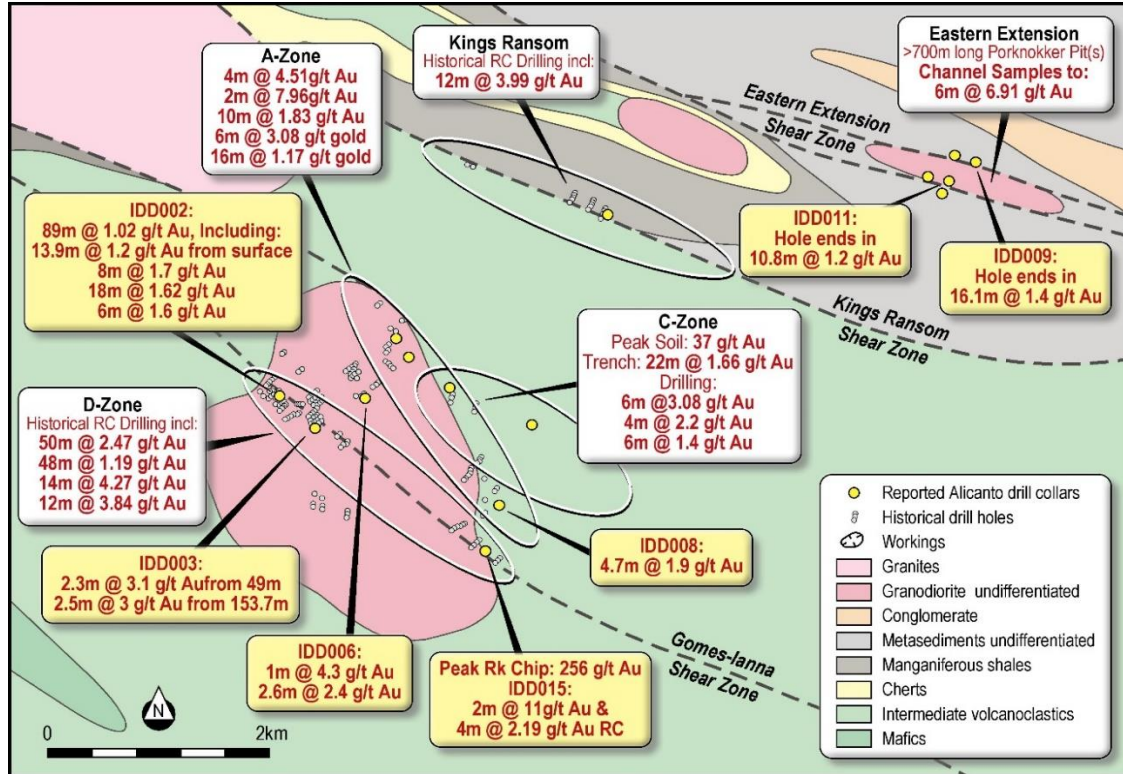 A-Zone
4m @ 4.51g/t Au
2m @ 7.96g/t Au
10m @ 1.83 g/t Au
6m @ 3.08 g/t gold
16m @ 1.17 g/t gold
Kings Ransom
Historical RC Drilling incl:
12m @ 3.99 g/t Au
Eastern Extension
>700m long Porknokker Pit(s)
Channel Samples to:
6m @ 6.91 g/t Au
Eastern Extension
Shear Zone
IDD002:
89m @ 1.02 g/t Au, Including:
13.9m @ 1.2 g/t Au from surface
8m @ 1.7 g/t Au
18m @ 1.62 g/t Au
6m @ 1.6 g/t Au
IDD011:
Hole ends in
10.8m @ 1.2 g/t Au
IDD009:
Hole ends in
16.1m @ 1.4 g/t Au
Kings Ransom
Shear Zone
C-Zone
Peak Soil: 37 g/t Au
Trench: 22m @ 1.66 g/t Au
Drilling:
6m @3.08 g/t Au
4m @ 2.2 g/t Au
6m @ 1.4 g/t Au
D-Zone
Historical RC Drilling incl:
50m @ 2.47 g/t Au
48m @ 1.19 g/t Au
14m @ 4.27 g/t Au
12m @ 3.84 g/t Au
IDD003:
2.3m @ 3.1 g/t Aufrom 49m
2.5m @ 3 g/t Au from 153.7m
IDD008:
4.7m @ 1.9 g/t Au
IDD006:
1m @ 4.3 g/t Au
2.6m @ 2.4 g/t Au
Peak Rk Chip: 256 g/t Au
IDD015:
2m @ 11g/t Au &
4m @ 2.19 g/t Au RC
Gomes-Ianna
Shear Zone
N
0 2km
Reported Alicanto drill collars
Historical drill holes
Workings
Granites
Granodiorite undifferentiated
Conglomerate
Metasediments undifferentiated
Manganiferous shales
Cherts
Intermediate volcanoclastics
Mafics